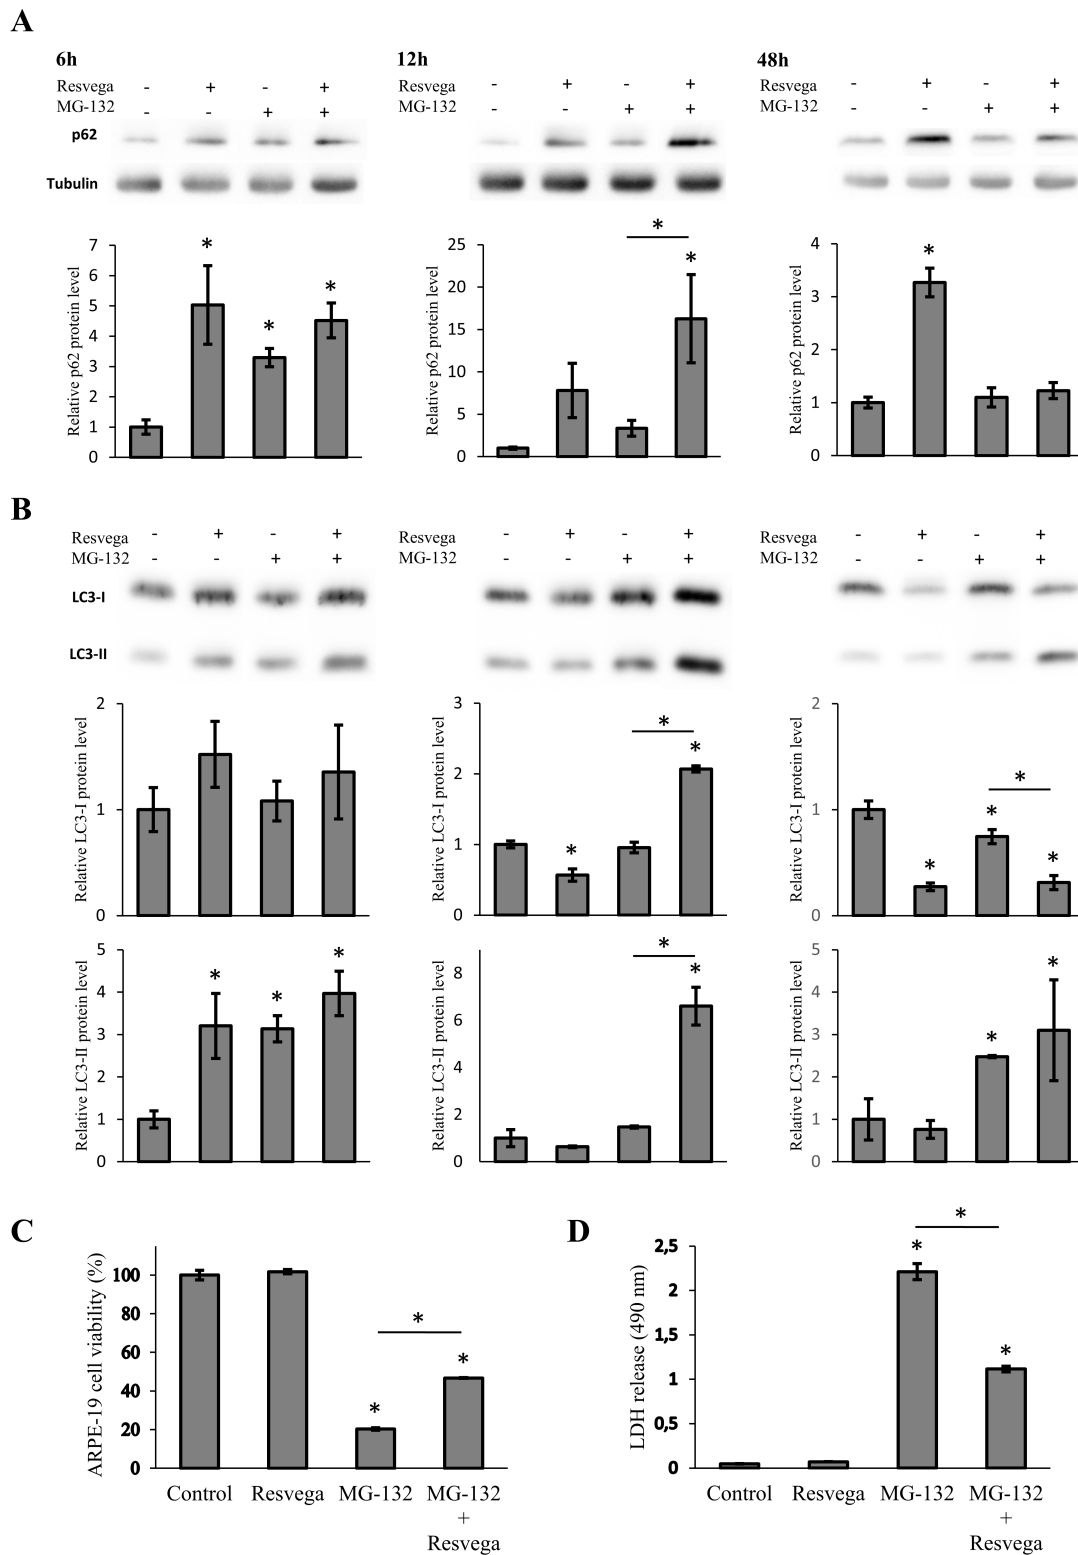 A
6h 12h 48h
Resvega - + - + Resvega - + - + Resvega - + - +
MG-132 - - + + MG-132 - - + + MG-132 - - + +
p62
Tubulin
Relative p62 protein level
7
6
5
4
3
2
1
0
* * *
Relative p62 protein level
25
20
15
10
5
0
* *
Relative p62 protein level
4
3
2
1
0
*
B
Resvega - + - + Resvega - + - + Resvega - + - +
MG-132 - - + + MG-132 - - + + MG-132 - - + +
LC3-I
LC3-II
Relative LC3-I protein level
2
1
0
Relative LC3-I protein level
3
2
1
0
* * *
Relative LC3-I protein level
2
1
0
* * * *
Relative LC3-II protein level
5
4
3
2
1
0
* * *
Relative LC3-II protein level
8
6
4
2
0
* *
Relative LC3-II protein level
5
4
3
2
1
0
* *
C
ARPE-19 cell viability (%)
100
80
60
40
20
0
* * *
Control Resvega MG-132 MG-132
+
Resvega
D
LDH release (490 nm)
2,5
2
1,5
1
0,5
0
* * *
Control Resvega MG-132 MG-132
+
Resvega